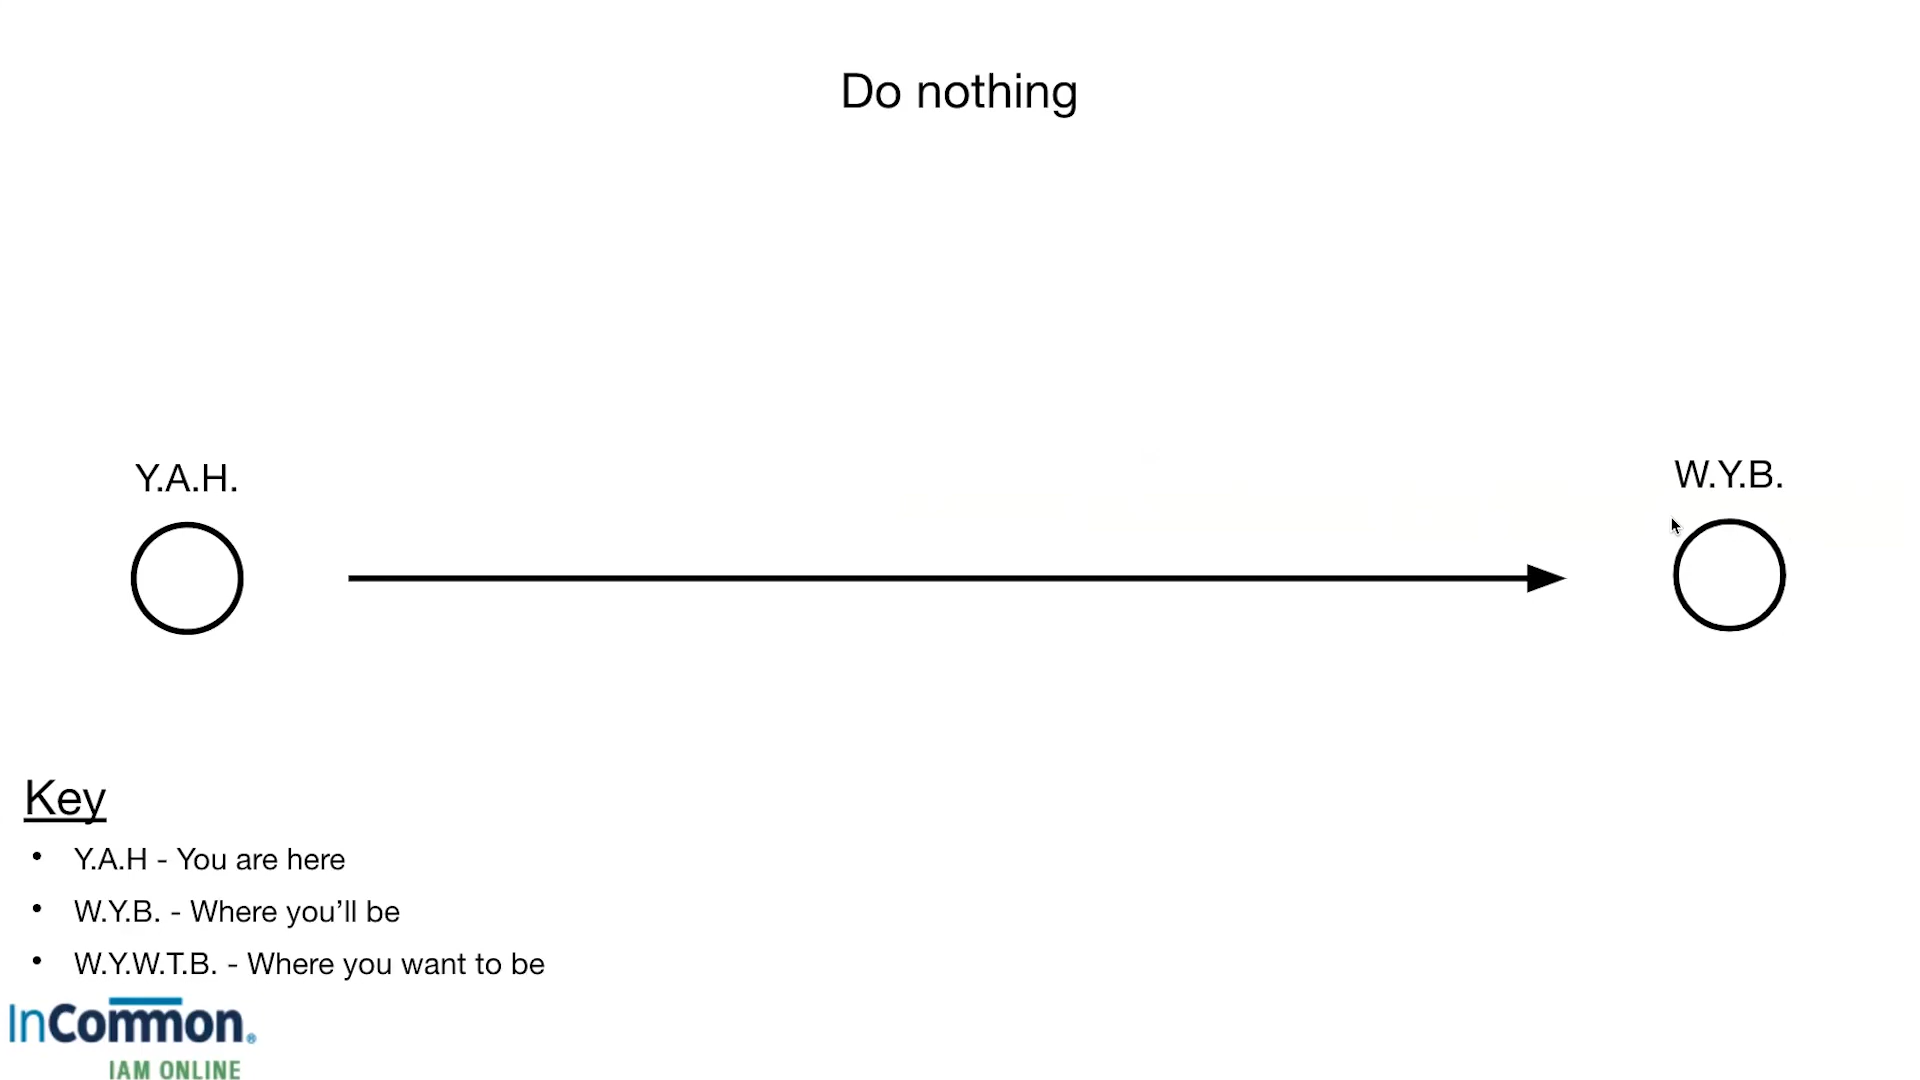 Do nothing
Y.A.H.
W.Y.B.
Key
• Y.A.H - You are here
• W.Y.B. - Where you’ll be
• W.Y.W.T.B. - Where you want to be
InCommon®
IAM ONLINE